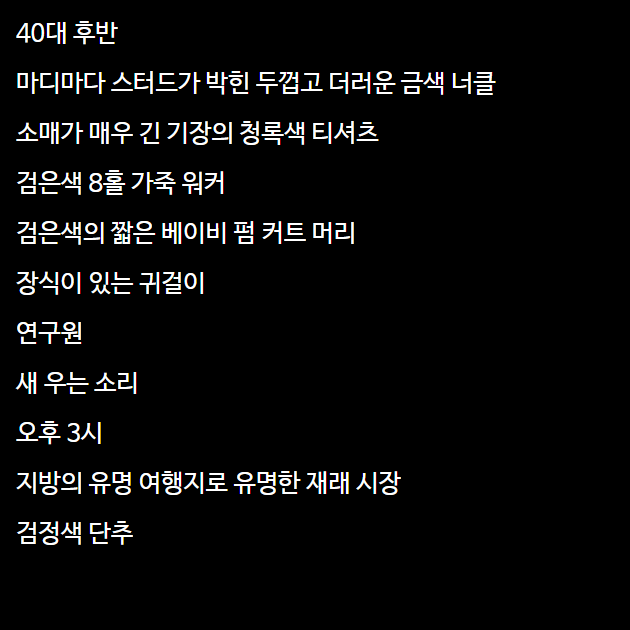 40대 후반
마디마다 스터드가 박힌 두껍고 더러운 금색 너클
소매가 매우 긴 기장의 청록색 티셔츠
검은색 8홀 가죽 워커
검은색의 짧은 베이비 펌 커트 머리
장식이 있는 귀걸이
연구원
새 우는 소리
오후 3시
지방의 유명 여행지로 유명한 재래 시장
검정색 단추